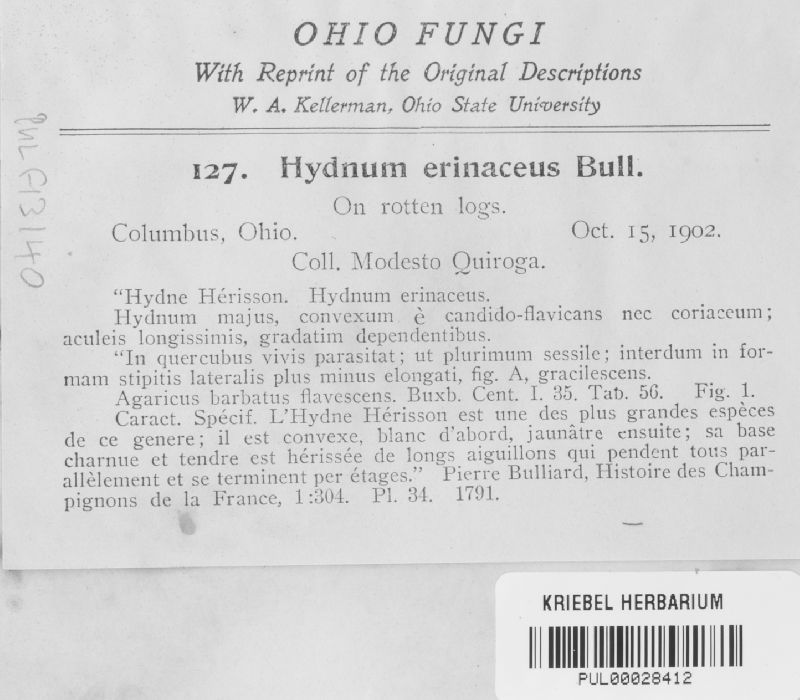 OHIO FUNGI
With Reprint of the Original Descriptions
W. A. Kellerman, Ohio State University
127. Hydnum erinaceus Bull.
On rotten logs.
Columbus, Ohio. Oct. 15, 1902.
Coll. Modesto Quiroga.
“Hydne Hérisson. Hydnum erinaceus.
Hydnum majus, convexum è candido-flavicans nec coriaceum;
aculeis longissimis, gradatim dependentibus.
“In quercubus vivis parasitat; ut plurimum sessile; interdum in for-
mam stipitis lateralis plus minus elongati, fig. A, gracilescens.
Agaricus barbatus flavescens. Buxb. Cent. I. 35. Tab. 56. Fig. 1.
Caract. Spécif. L’Hydne Hérisson est une des plus grandes espèces
de ce genere; il est convexe, blanc d’abord, jaunâtre ensuite; sa base
charnue et tendre est hérissée de longs aiguillons qui pendent tous par-
allèlement et se terminent per étages.” Pierre Bulliard, Histoire des Cham-
pignons de la France, 1:304. Pl. 34. 1791.
PUL F13140
KRIEBEL HERBARIUM
PUL00028412